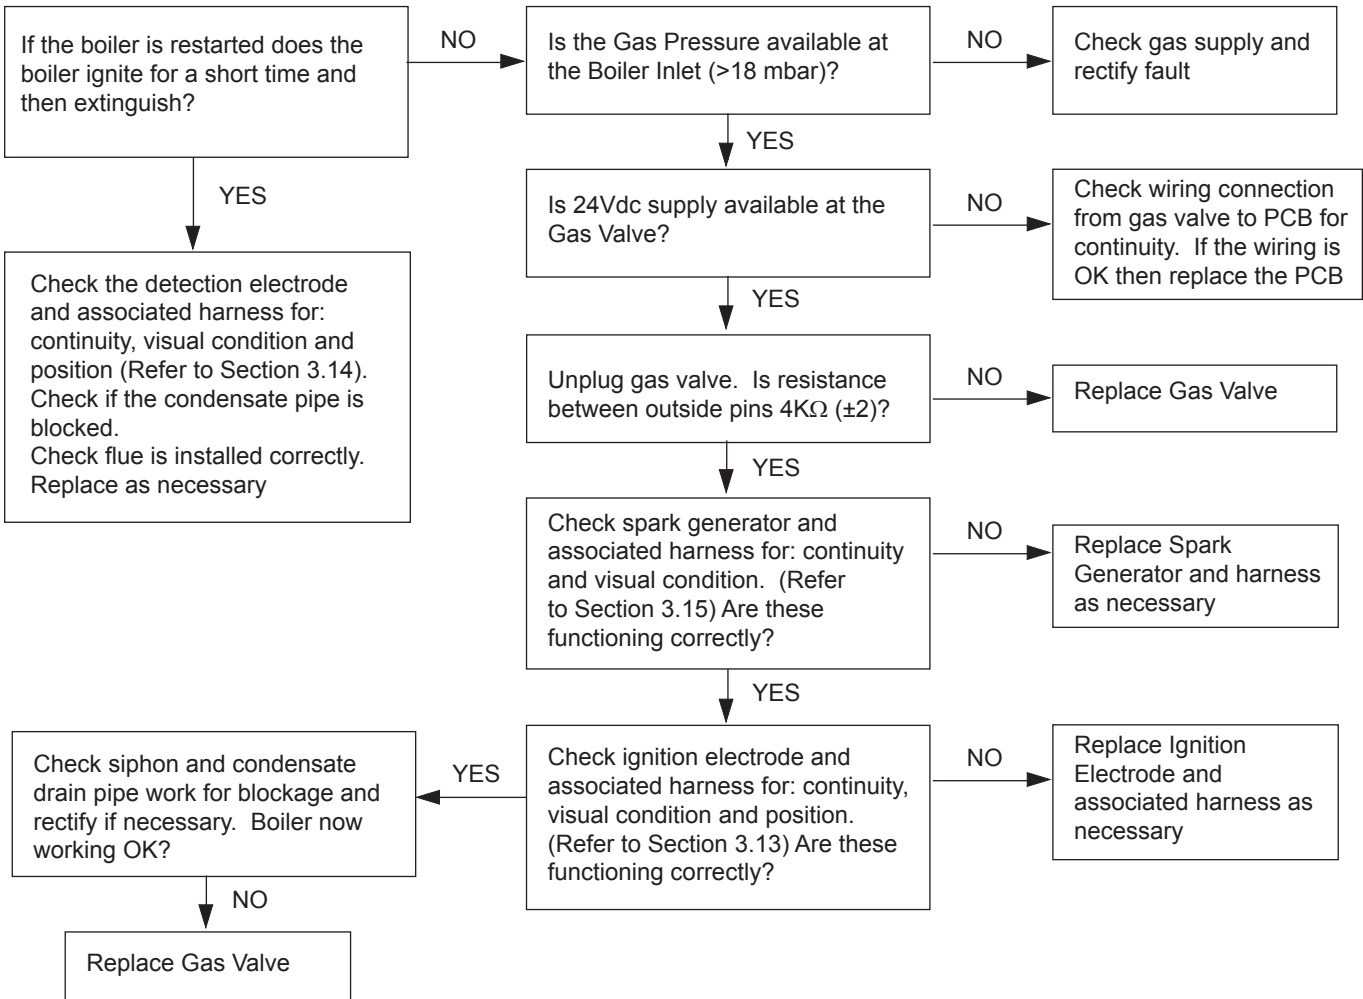 If the boiler is restarted does the
boiler ignite for a short time and
then extinguish?
NO
Is the Gas Pressure available at
the Boiler Inlet (>18 mbar)?
NO
Check gas supply and
rectify fault
YES
YES
Check the detection electrode
and associated harness for:
continuity, visual condition and
position (Refer to Section 3.14).
Check if the condensate pipe is
blocked.
Check flue is installed correctly.
Replace as necessary
Is 24Vdc supply available at the
Gas Valve?
NO
Check wiring connection
from gas valve to PCB for
continuity.  If the wiring is
OK then replace the PCB
YES
Unplug gas valve.  Is resistance
between outside pins 4KΩ (±2)?
NO
Replace Gas Valve
YES
Check spark generator and
associated harness for: continuity
and visual condition.  (Refer
to Section 3.15) Are these
functioning correctly?
NO
Replace Spark
Generator and harness
as necessary
YES
Check ignition electrode and
associated harness for: continuity,
visual condition and position.
(Refer to Section 3.13) Are these
functioning correctly?
NO
Replace Ignition
Electrode and
associated harness as
necessary
YES
Check siphon and condensate
drain pipe work for blockage and
rectify if necessary.  Boiler now
working OK?
NO
Replace Gas Valve